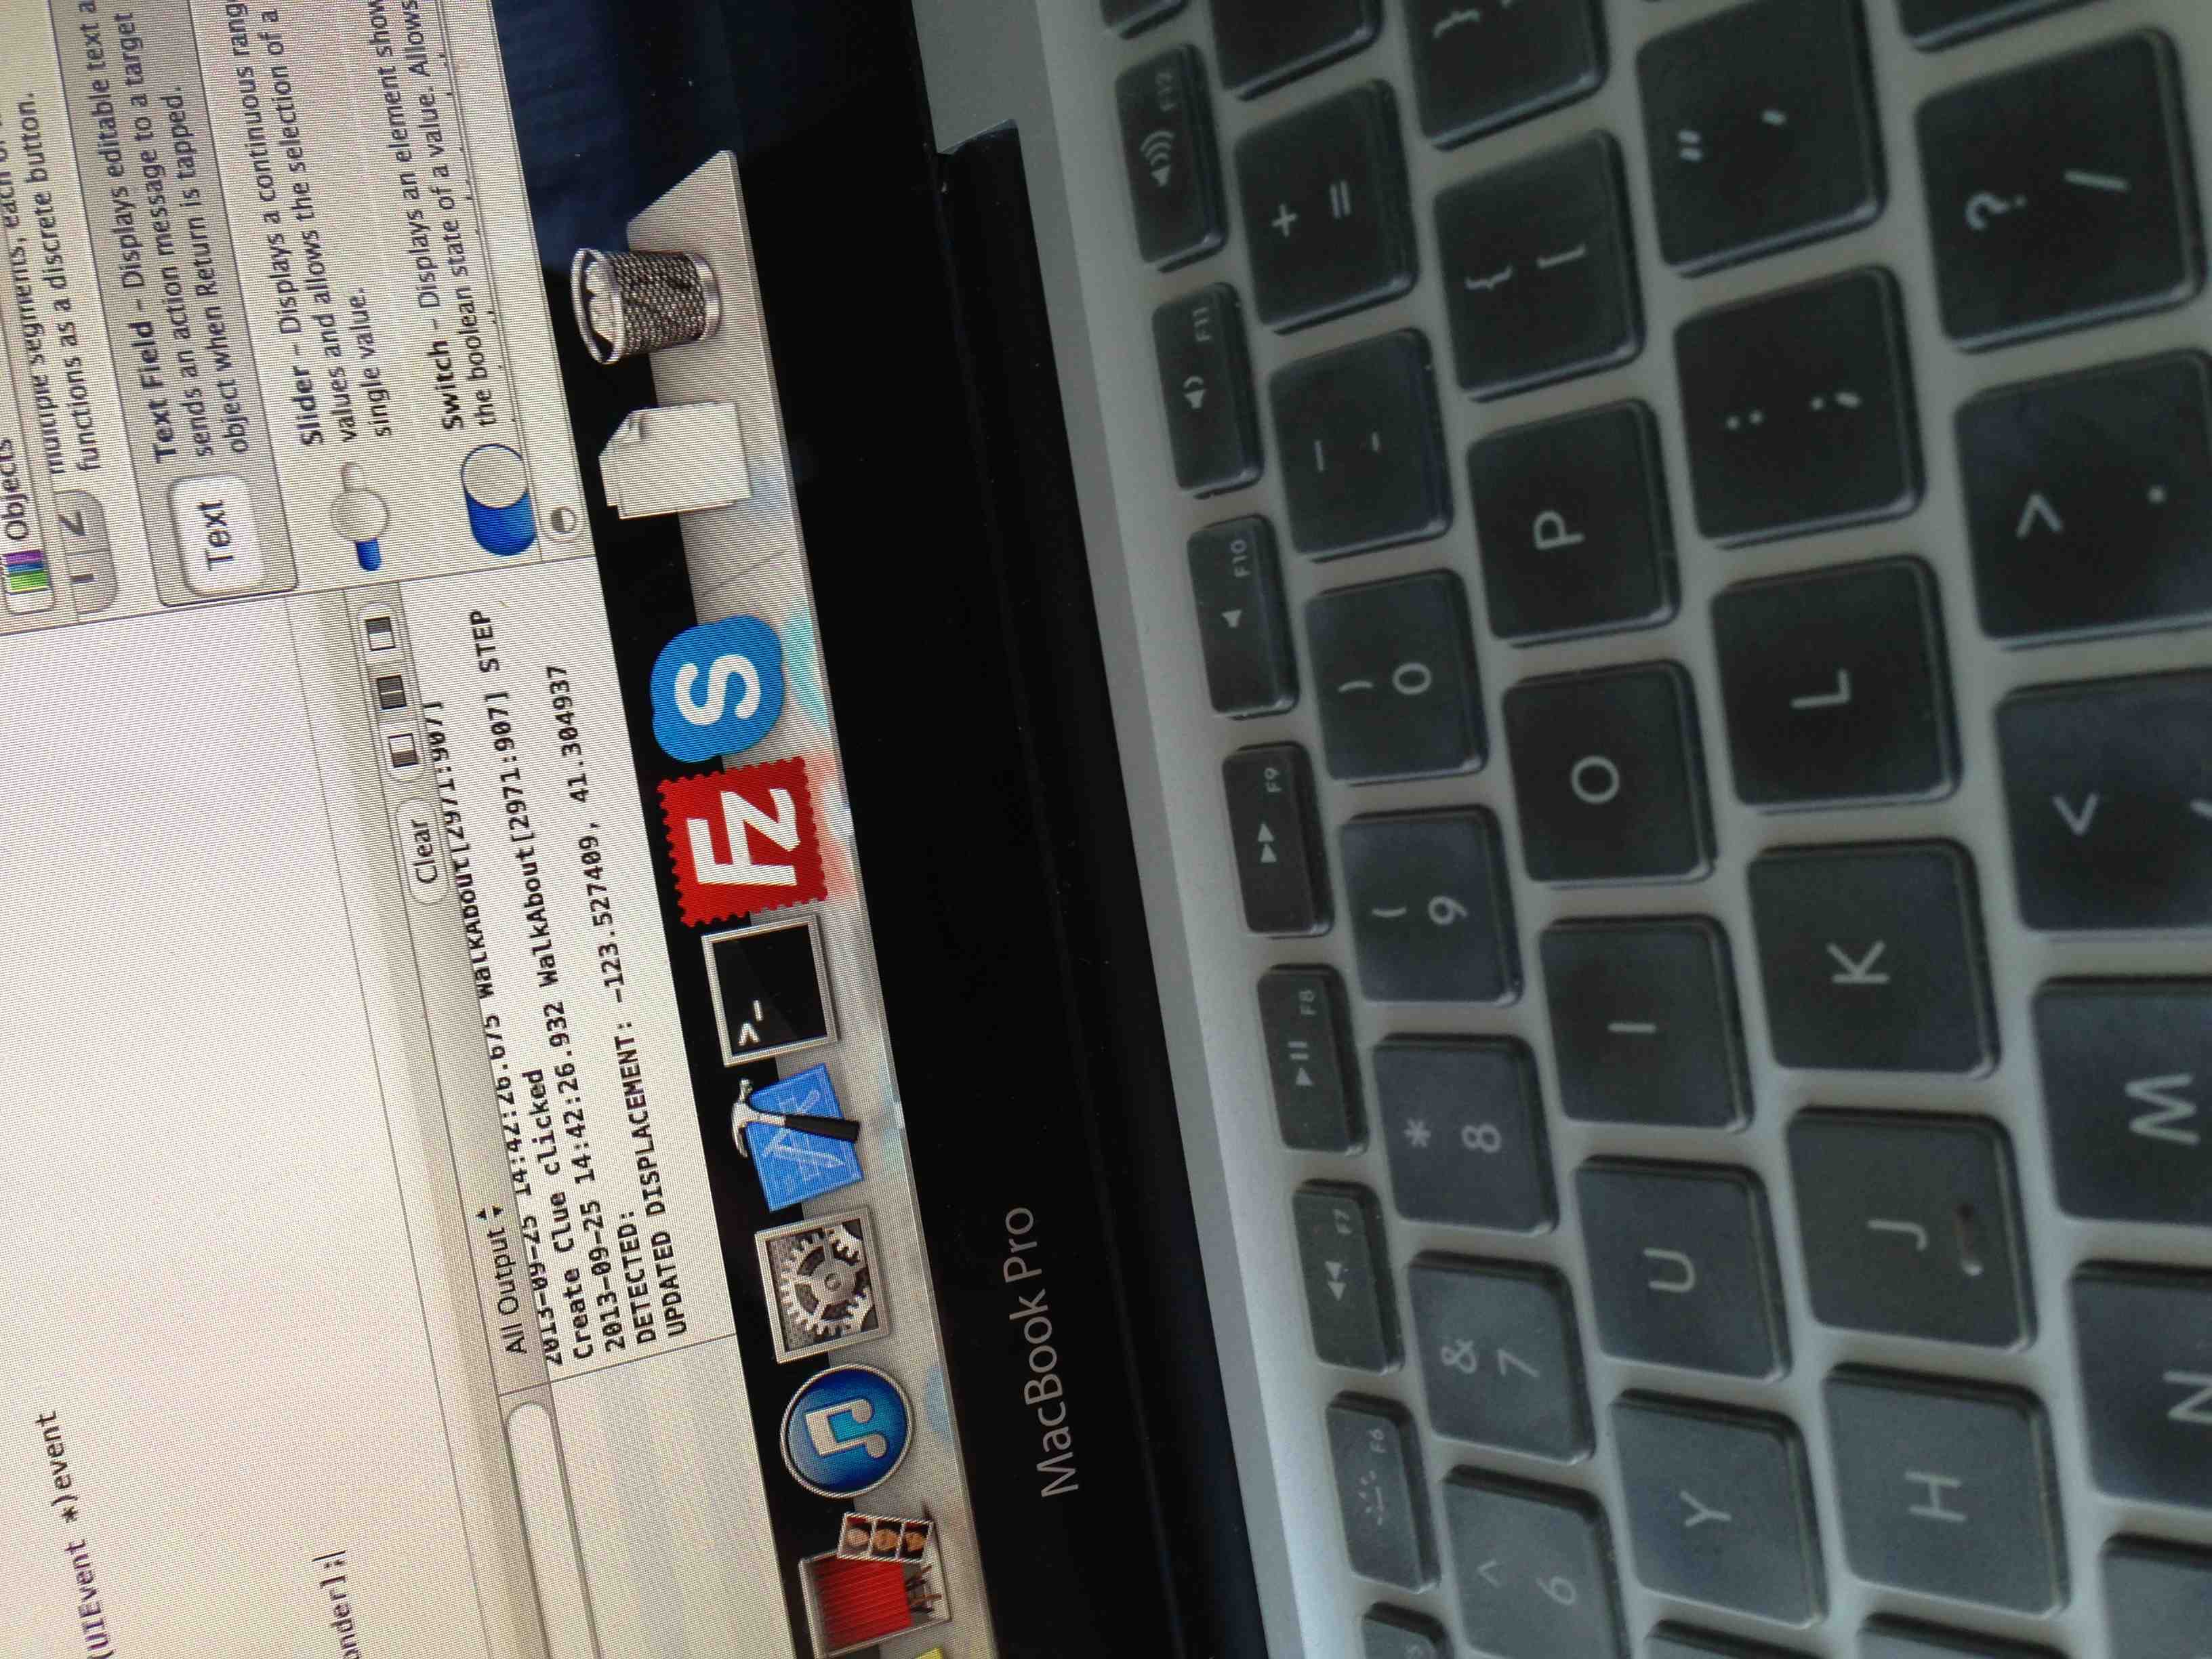 (UIEvent *)event
onder];
Objects
1 2
multiple segments, each of
functions as a discrete button.
Text
Text Field – Displays editable text a
sends an action message to a target
object when Return is tapped.
Slider – Displays a continuous rang
values and allows the selection of a
single value.
Switch – Displays an element show
the boolean state of a value. Allows
Clear
All Output
2013-09-25 14:42:26.675 WalkAbout[2971:907]
Create Clue clicked
2013-09-25 14:42:26.932 WalkAbout[2971:907] STEP
DETECTED:
UPDATED DISPLACEMENT: -123.527409, 41.304937
>_
Fz
S
MacBook Pro
F6 F7 F8 F9 F10 F11 F12
^ & * ( ) _ +
6 7 8 9 0 - =
Y U I O P { }
[
H J K L : "
; '
N M < > ?
, . /